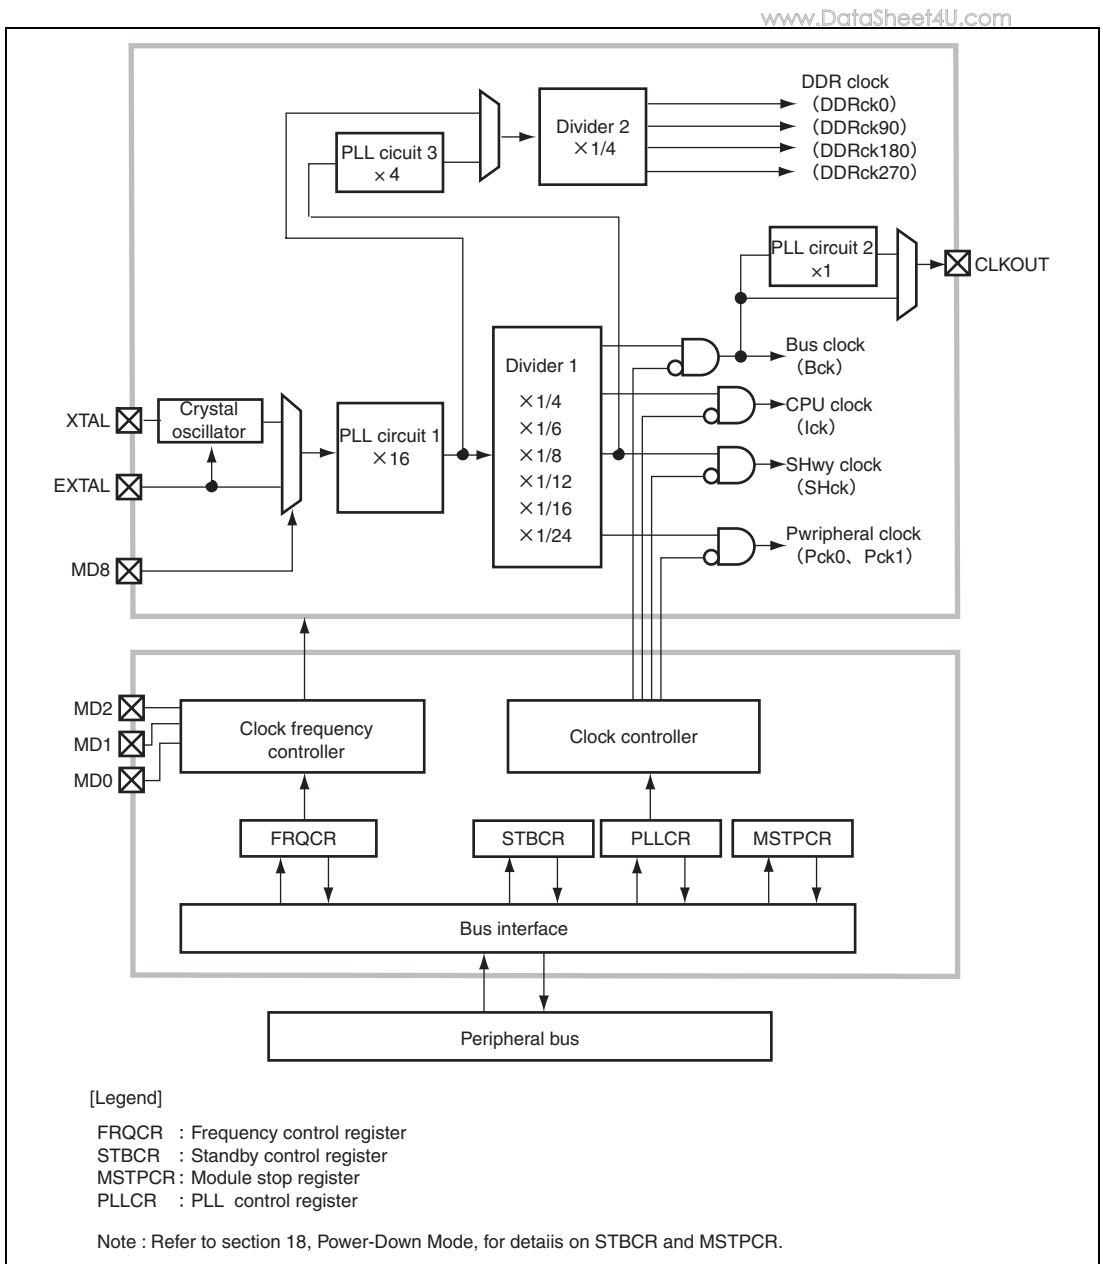 www.DataSheet4U.com
DDR clock
(DDRck0)
(DDRck90)
(DDRck180)
(DDRck270)
Divider 2
×1/4
PLL cicuit 3
×4
PLL circuit 2
×1
CLKOUT
Bus clock
(Bck)
Divider 1
×1/4
×1/6
×1/8
×1/12
×1/16
×1/24
CPU clock
(Ick)
SHwy clock
(SHck)
Pwripheral clock
(Pck0、Pck1)
XTAL
Crystal
oscillator
PLL circuit 1
×16
EXTAL
MD8
MD2
MD1
MD0
Clock frequency
controller
Clock controller
FRQCR
STBCR
PLLCR
MSTPCR
Bus interface
Peripheral bus
[Legend]
FRQCR : Frequency control register
STBCR : Standby control register
MSTPCR : Module stop register
PLLCR : PLL control register
Note : Refer to section 18, Power-Down Mode, for detaiis on STBCR and MSTPCR.